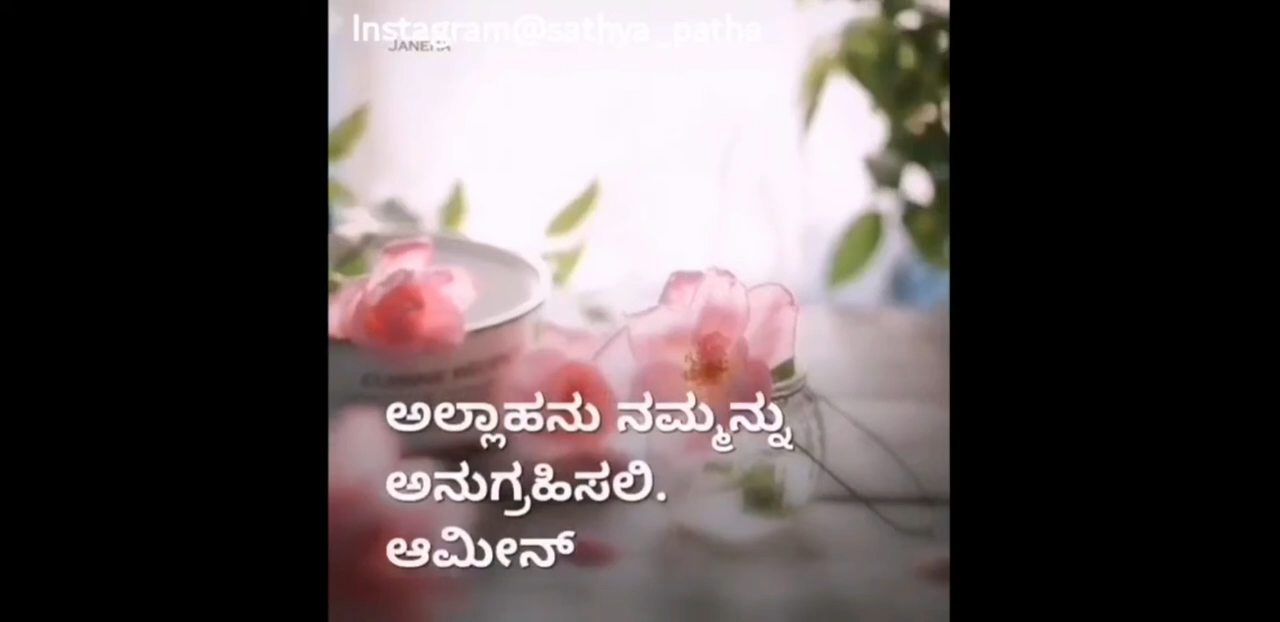 Instagram@sathya_patha
ಅಲ್ಲಾಹನು ನಮ್ಮನ್ನು
ಅನುಗ್ರಹಿಸಲಿ.
ಆಮೀನ್